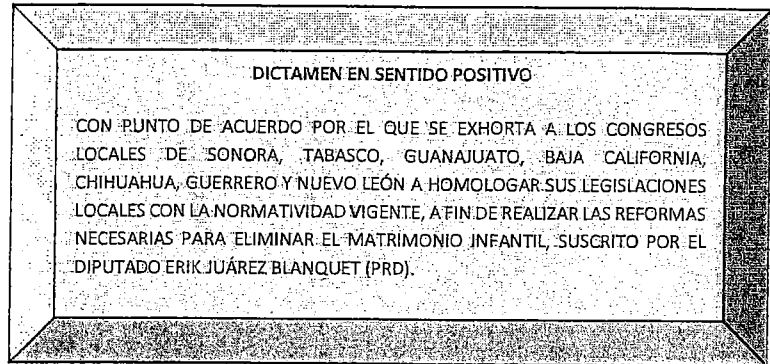 DICTAMEN EN SENTIDO POSITIVO
CON PUNTO DE ACUERDO POR EL QUE SE EXHORTA A LOS CONGRESOS
LOCALES DE SONORA, TABASCO, GUANAJUATO, BAJA CALIFORNIA,
CHIHUAHUA, GUERRERO Y NUEVO LEÓN A HOMOLOGAR SUS LEGISLACIONES
LOCALES CON LA NORMATIVIDAD VIGENTE, A FIN DE REALIZAR LAS REFORMAS
NECESARIAS PARA ELIMINAR EL MATRIMONIO INFANTIL, SUSCRITO POR EL
DIPUTADO ERIK JUÁREZ BLANQUET (PRD).